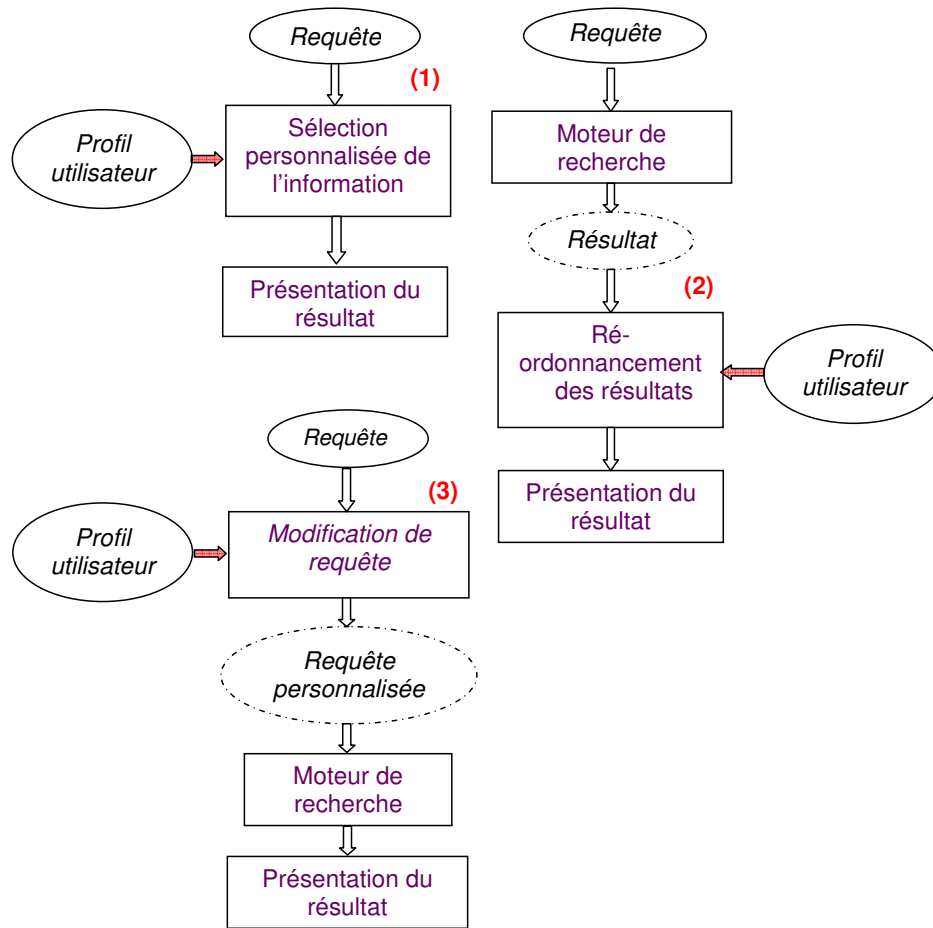 Requête
(1)
Profil
utilisateur
Sélection
personnalisée de
l'information
Présentation du
résultat
Requête
Moteur de
recherche
Résultat
(2)
Ré-
ordonnancement
des résultats
Profil
utilisateur
Présentation du
résultat
Requête
(3)
Profil
utilisateur
Modification de
requête
Requête
personnalisée
Moteur de
recherche
Présentation du
résultat